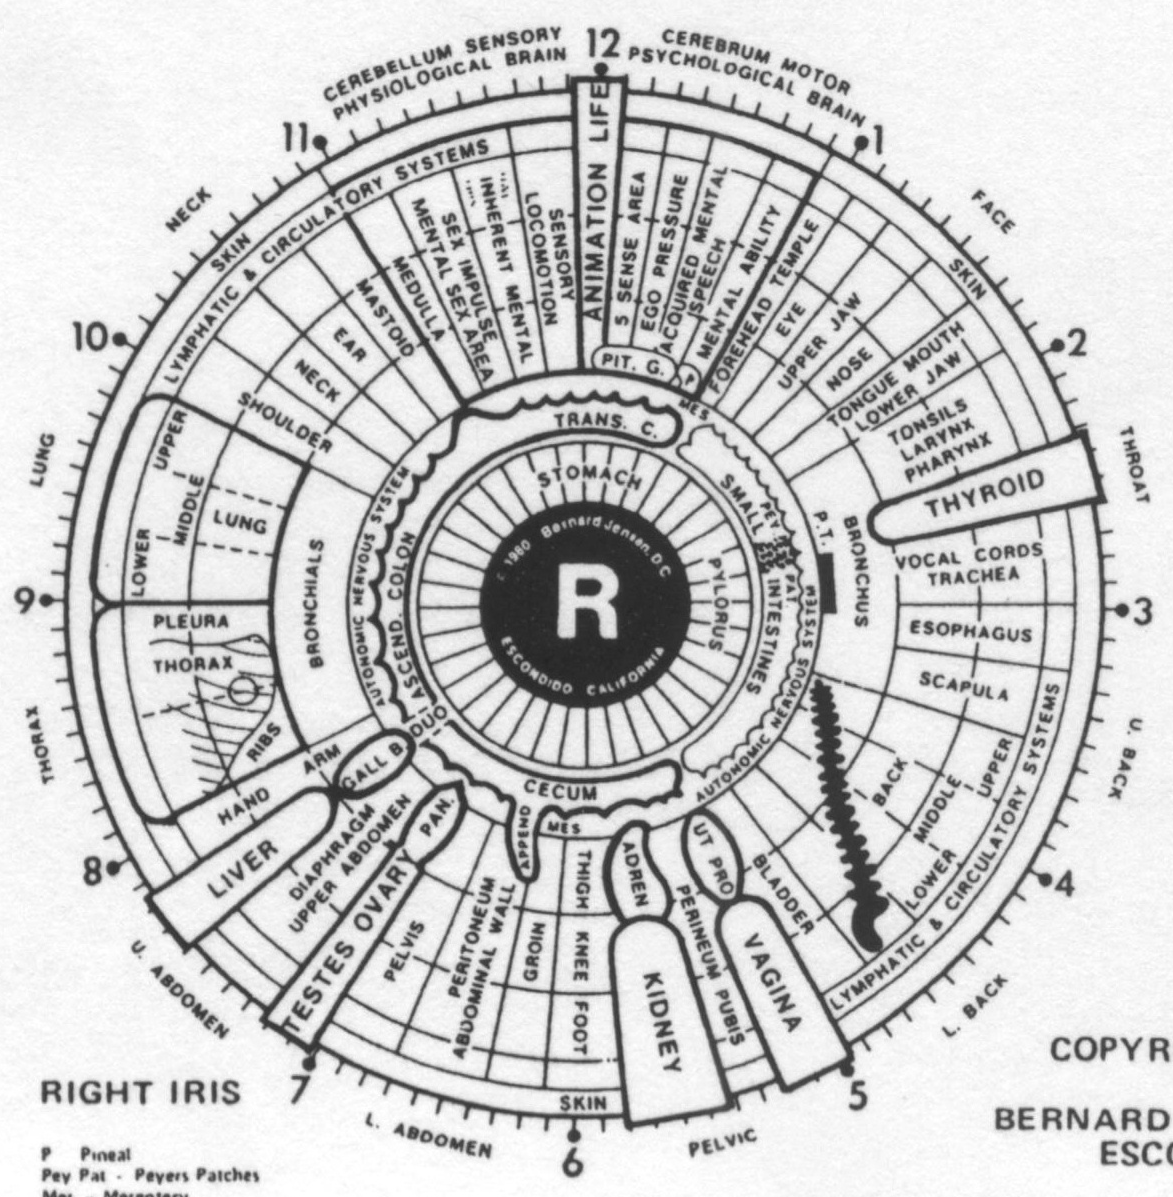 CEREBELLUM SENSORY
PHYSIOLOGICAL BRAIN
12
CEREBRUM MOTOR
PSYCHOLOGICAL BRAIN
11
1
NECK
FACE
10
2
LUNG
THROAT
9
3
THORAX
U. BACK
8
4
U. ABDOMEN
L. BACK
7
5
L. ABDOMEN
PELVIC
6
SKIN
SKIN
SKIN
LYMPHATIC & CIRCULATORY SYSTEMS
LYMPHATIC & CIRCULATORY SYSTEMS
ANIMATION LIFE
5 SENSE AREA
EGO PRESSURE
ACQUIRED MENTAL
SPEECH
MENTAL ABILITY
FOREHEAD TEMPLE
EYE
UPPER JAW
NOSE
TONGUE MOUTH
LOWER JAW
TONSILS
LARYNX
PHARYNX
THYROID
VOCAL CORDS
TRACHEA
ESOPHAGUS
SCAPULA
BACK
UPPER
MIDDLE
LOWER
BLADDER
UT PRO
VAGINA
PERINEUM PUBIS
ADREN
KIDNEY
THIGH
KNEE
FOOT
GROIN
APPEND
PERITONEUM
ABDOMINAL WALL
PELVIS
PAN.
TESTES OVARY
DIAPHRAGM
UPPER ABDOMEN
GALL B.
LIVER
HAND
ARM
RIBS
THORAX
PLEURA
LOWER
MIDDLE
UPPER
LUNG
BRONCHIALS
SHOULDER
NECK
EAR
MASTOID
MEDULLA
MENTAL SEX AREA
SEX IMPULSE
INHERENT MENTAL
LOCOMOTION
SENSORY
PIT. G.
P
MES
TRANS. C.
STOMACH
SMALL INTESTINES
PEY PAT
PEY PAT
P.T.
BRONCHUS
PYLORUS
AUTONOMIC NERVOUS SYSTEM
AUTONOMIC NERVOUS SYSTEM
ASCEND. COLON
DUO
CECUM
MES
© 1980 Bernard Jensen, D.C
R
ESCONDIDO CALIFORNIA
RIGHT IRIS
P Pineal
Pey Pat - Peyers Patches
COPYR
BERNARD
ESCO